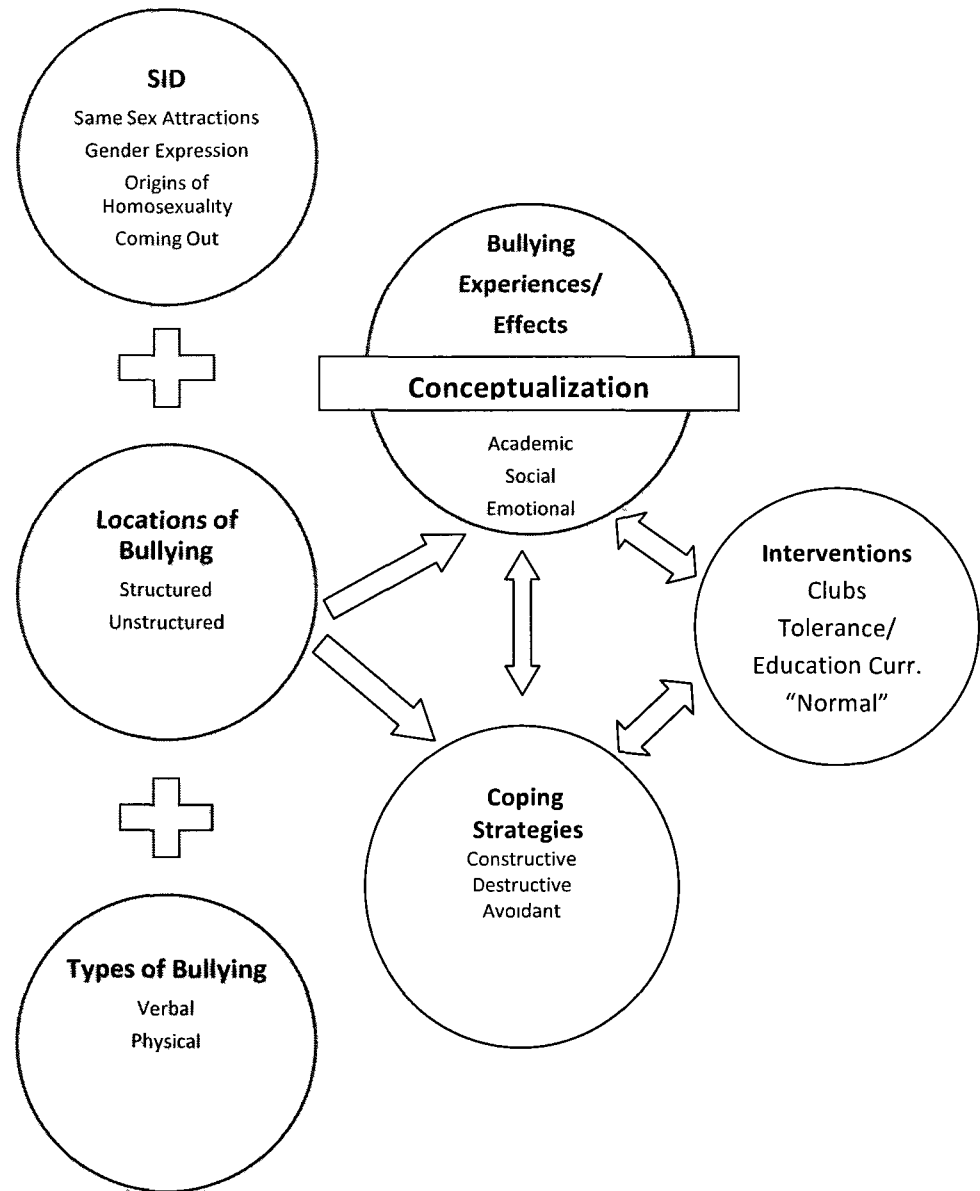 SID
Same Sex Attractions
Gender Expression
Origins of
Homosexuality
Coming Out
Locations of
Bullying
Structured
Unstructured
Types of Bullying
Verbal
Physical
Bullying
Experiences/
Effects
Conceptualization
Academic
Social
Emotional
Coping
Strategies
Constructive
Destructive
Avoidant
Interventions
Clubs
Tolerance/
Education Curr.
“Normal”